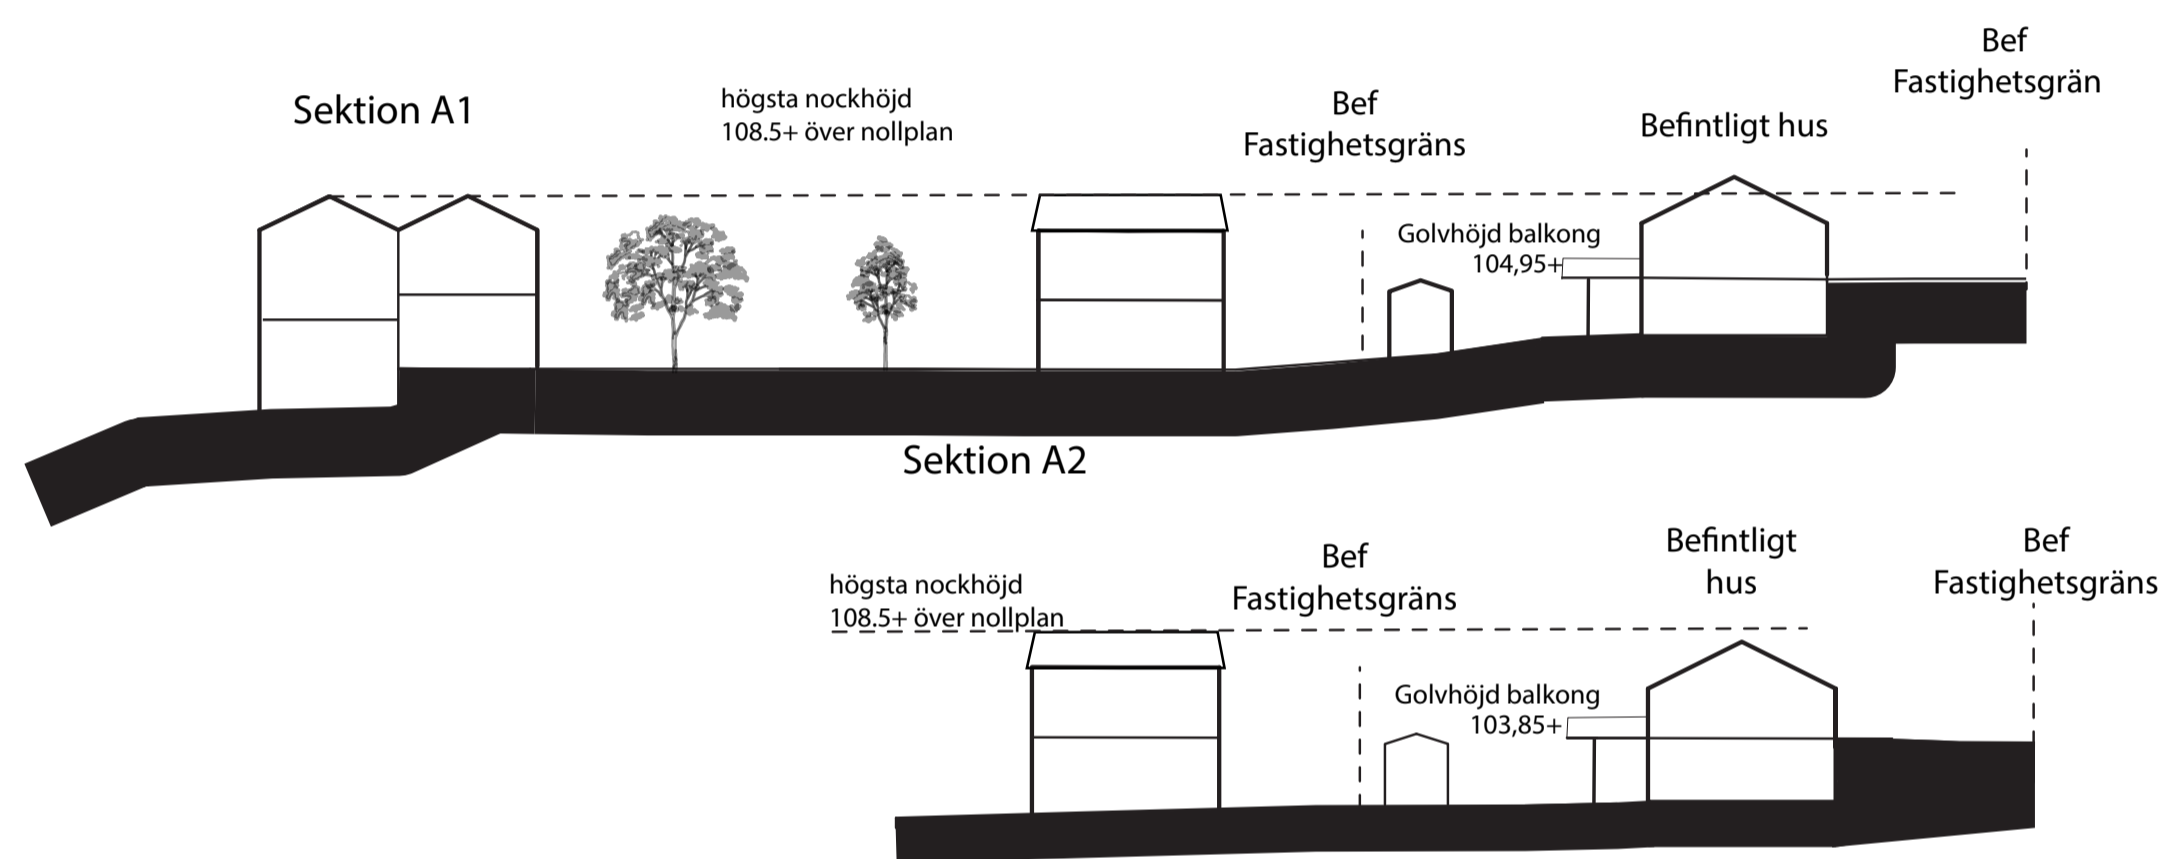 Sektion A1
högsta nockhöjd
108.5+ över nollplan
Bef
Fastighetsgräns
Befintligt hus
Bef
Fastighetsgrän
Golvhöjd balkong
104,95+
Sektion A2
högsta nockhöjd
108.5+ över nollplan
Bef
Fastighetsgräns
Befintligt
hus
Bef
Fastighetsgräns
Golvhöjd balkong
103,85+